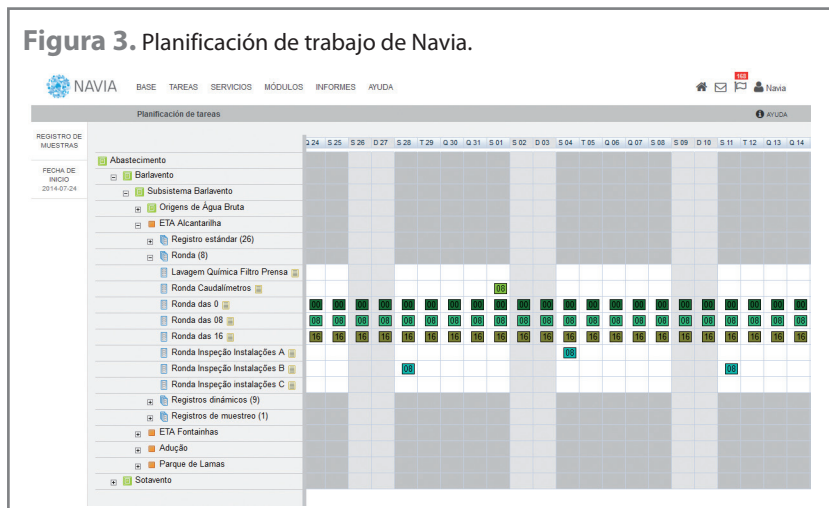 Figura 3. Planificación de trabajo de Navia.
NAVIA BASE TAREAS SERVICIOS MÓDULOS INFORMES AYUDA 168 Navia
Planificación de tareas AYUDA
REGISTRO DE
MUESTRAS
FECHA DE
INICIO
2014-07-24
Q 24 S 25 S 26 D 27 S 28 T 29 Q 30 Q 31 S 01 S 02 D 03 S 04 T 05 Q 06 Q 07 S 08 S 09 D 10 S 11 T 12 Q 13 Q 14
Abastecimento
Barlavento
Subsistema Barlavento
Origens de Água Bruta
ETA Alcantarilha
Registro estándar (26)
Ronda (8)
Lavagem Química Filtro Prensa
Ronda Caudalímetros 08
Ronda das 0 00 00 00 00 00 00 00 00 00 00 00 00 00 00 00 00 00 00 00 00 00 00
Ronda das 08 08 08 08 08 08 08 08 08 08 08 08 08 08 08 08 08 08 08 08 08 08 08 08
Ronda das 16 16 16 16 16 16 16 16 16 16 16 16 16 16 16 16 16 16 16 16 16 16 16 16
Ronda Inspeção Instalações A 08
Ronda Inspeção Instalações B 08 08
Ronda Inspeção instalações C
Registros dinámicos (9)
Registros de muestreo (1)
ETA Fontainhas
Adução
Parque de Lamas
Sotavento